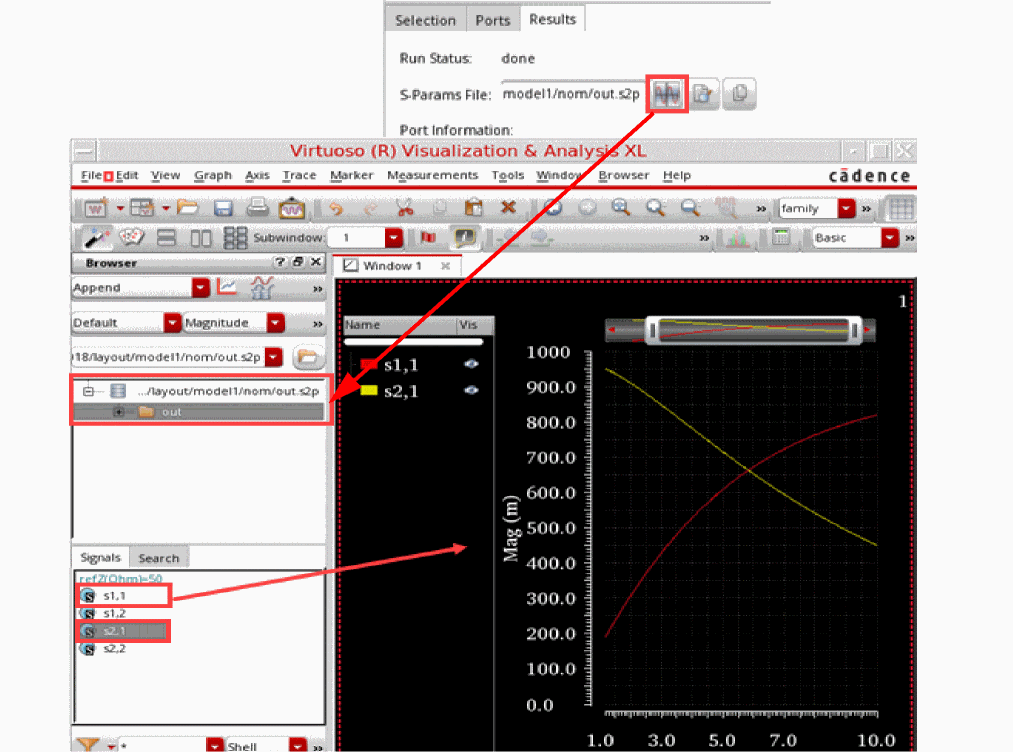 Selection Ports Results
Run Status: done
S-Params File: model1/nom/out.s2p
Port Information:
Virtuoso (R) Visualization & Analysis XL
File Edit View Graph Axis Trace Marker Measurements Tools Window Browser Help cādence
» family »
Subwindow: 1 » Basic »
Browser ? Window 1
Append »
1
Default Magnitude »
Name Vis
l18/layout/model1/nom/out.s2p
s1,1
.../layout/model1/nom/out.s2p
s2,1
out
1000
900.0
800.0
700.0
600.0
500.0
400.0
300.0
200.0
100.0
0.0
Mag (m)
1.0 3.0 5.0 7.0 10.0
Signals Search
refZ(Ohm)=50
s1,1
s1,2
s2,1
s2,2
* Shell »